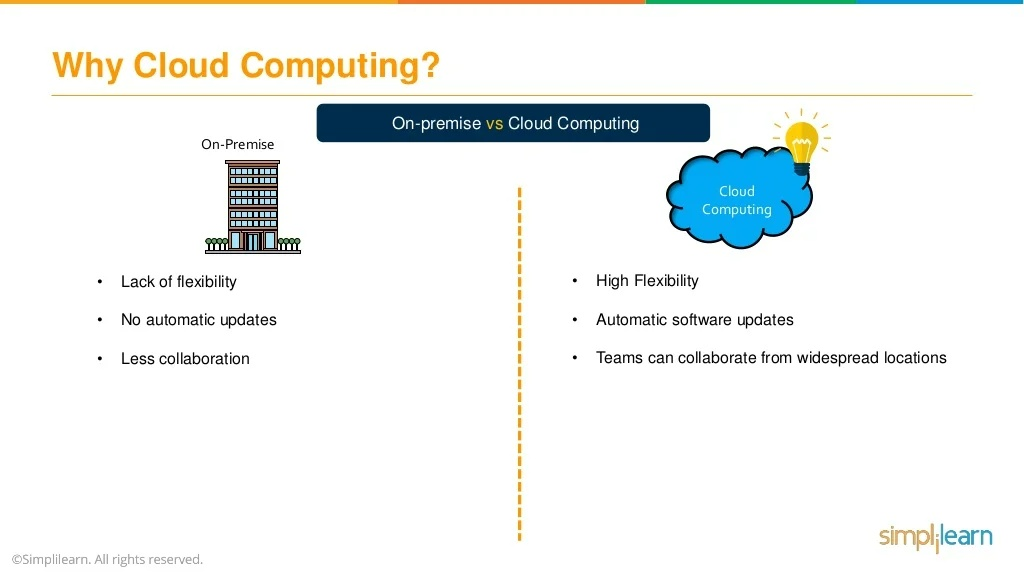 Why Cloud Computing?
On-premise vs Cloud Computing
On-Premise
Cloud
Computing
• Lack of flexibility
• No automatic updates
• Less collaboration
• High Flexibility
• Automatic software updates
• Teams can collaborate from widespread locations
©Simplilearn. All rights reserved.
simplilearn